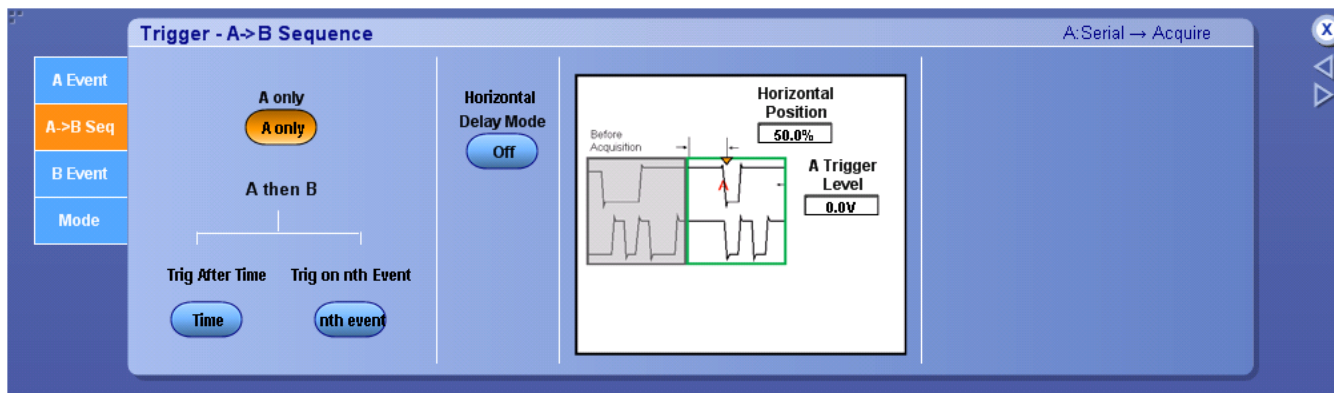 Trigger - A->B Sequence
A:Serial → Acquire
X
A Event
A->B Seq
B Event
Mode
A only
A only
A then B
Trig After Time
Trig on nth Event
Time
nth event
Horizontal
Delay Mode
Off
Before
Acquisition
A
Horizontal
Position
50.0%
A Trigger
Level
0.0V